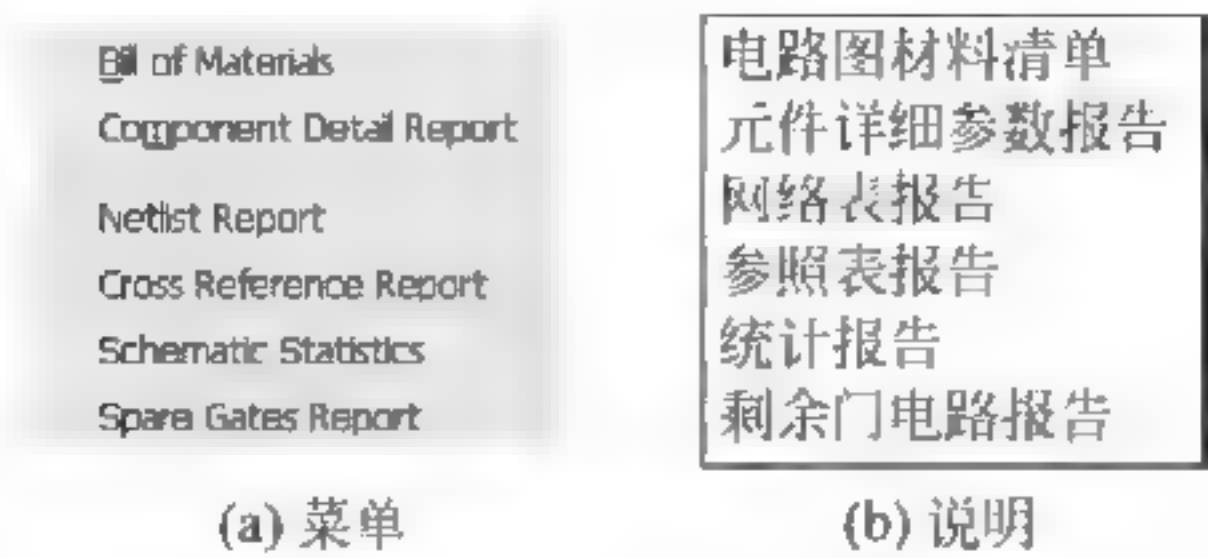 Bill of Materials
Component Detail Report
Netlist Report
Cross Reference Report
Schematic Statistics
Spare Gates Report
(a) 菜单
电路图材料清单
元件详细参数报告
网络表报告
参照表报告
统计报告
剩余门电路报告
(b) 说明